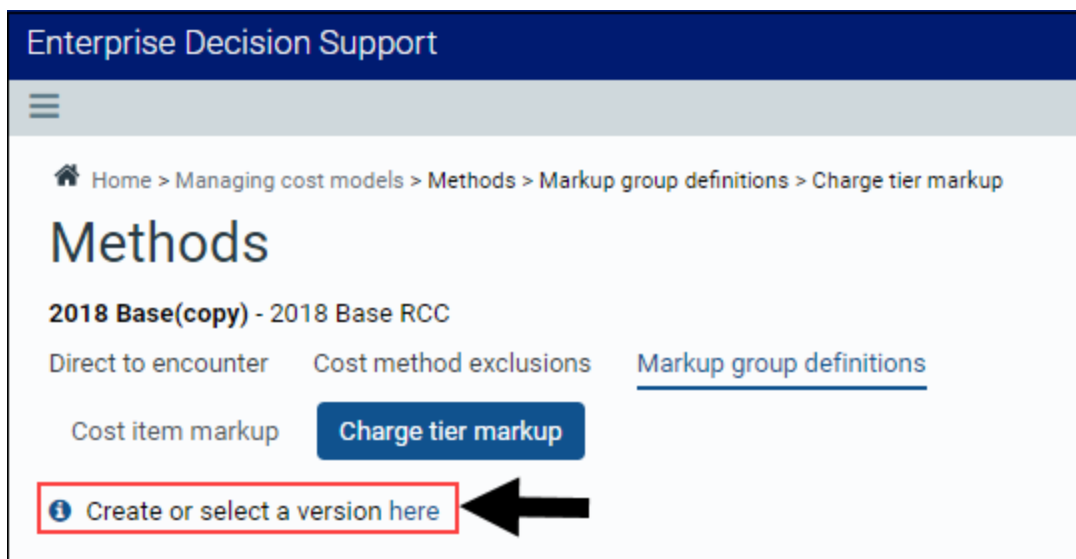 Enterprise Decision Support
Home > Managing cost models > Methods > Markup group definitions > Charge tier markup
Methods
2018 Base(copy) - 2018 Base RCC
Direct to encounter Cost method exclusions Markup group definitions
Cost item markup Charge tier markup
Create or select a version here